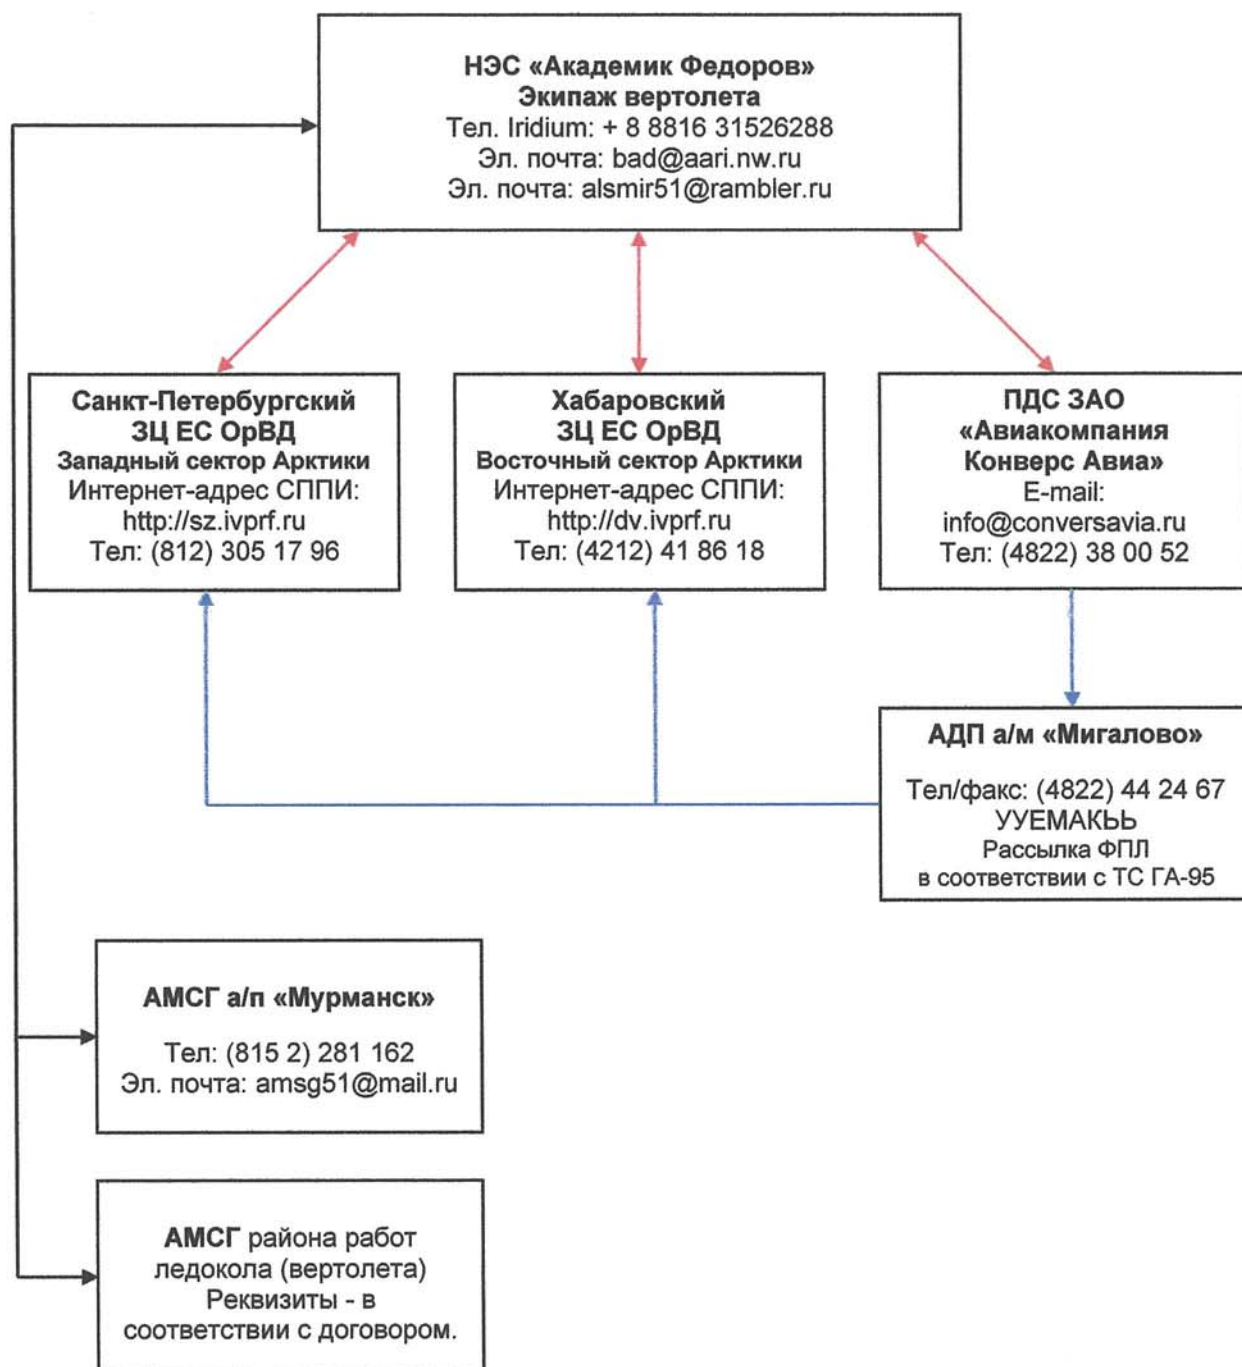 НЭС «Академик Федоров»
Экипаж вертолета
Тел. Iridium: + 8 8816 31526288
Эл. почта: bad@aari.nw.ru
Эл. почта: alsmir51@rambler.ru
Санкт-Петербургский
ЗЦ ЕС ОрВД
Западный сектор Арктики
Интернет-адрес СППИ:
http://sz.ivprf.ru
Тел: (812) 305 17 96
Хабаровский
ЗЦ ЕС ОрВД
Восточный сектор Арктики
Интернет-адрес СППИ:
http://dv.ivprf.ru
Тел: (4212) 41 86 18
ПДС ЗАО
«Авиакомпания
Конверс Авиа»
E-mail:
info@conversavia.ru
Тел: (4822) 38 00 52
АДП а/м «Мигалово»
Тел/факс: (4822) 44 24 67
УУЕМАКЬЬ
Рассылка ФПЛ
в соответствии с ТС ГА-95
АМСГ а/п «Мурманск»
Тел: (815 2) 281 162
Эл. почта: amsg51@mail.ru
АМСГ района работ
ледокола (вертолета)
Реквизиты - в
соответствии с договором.